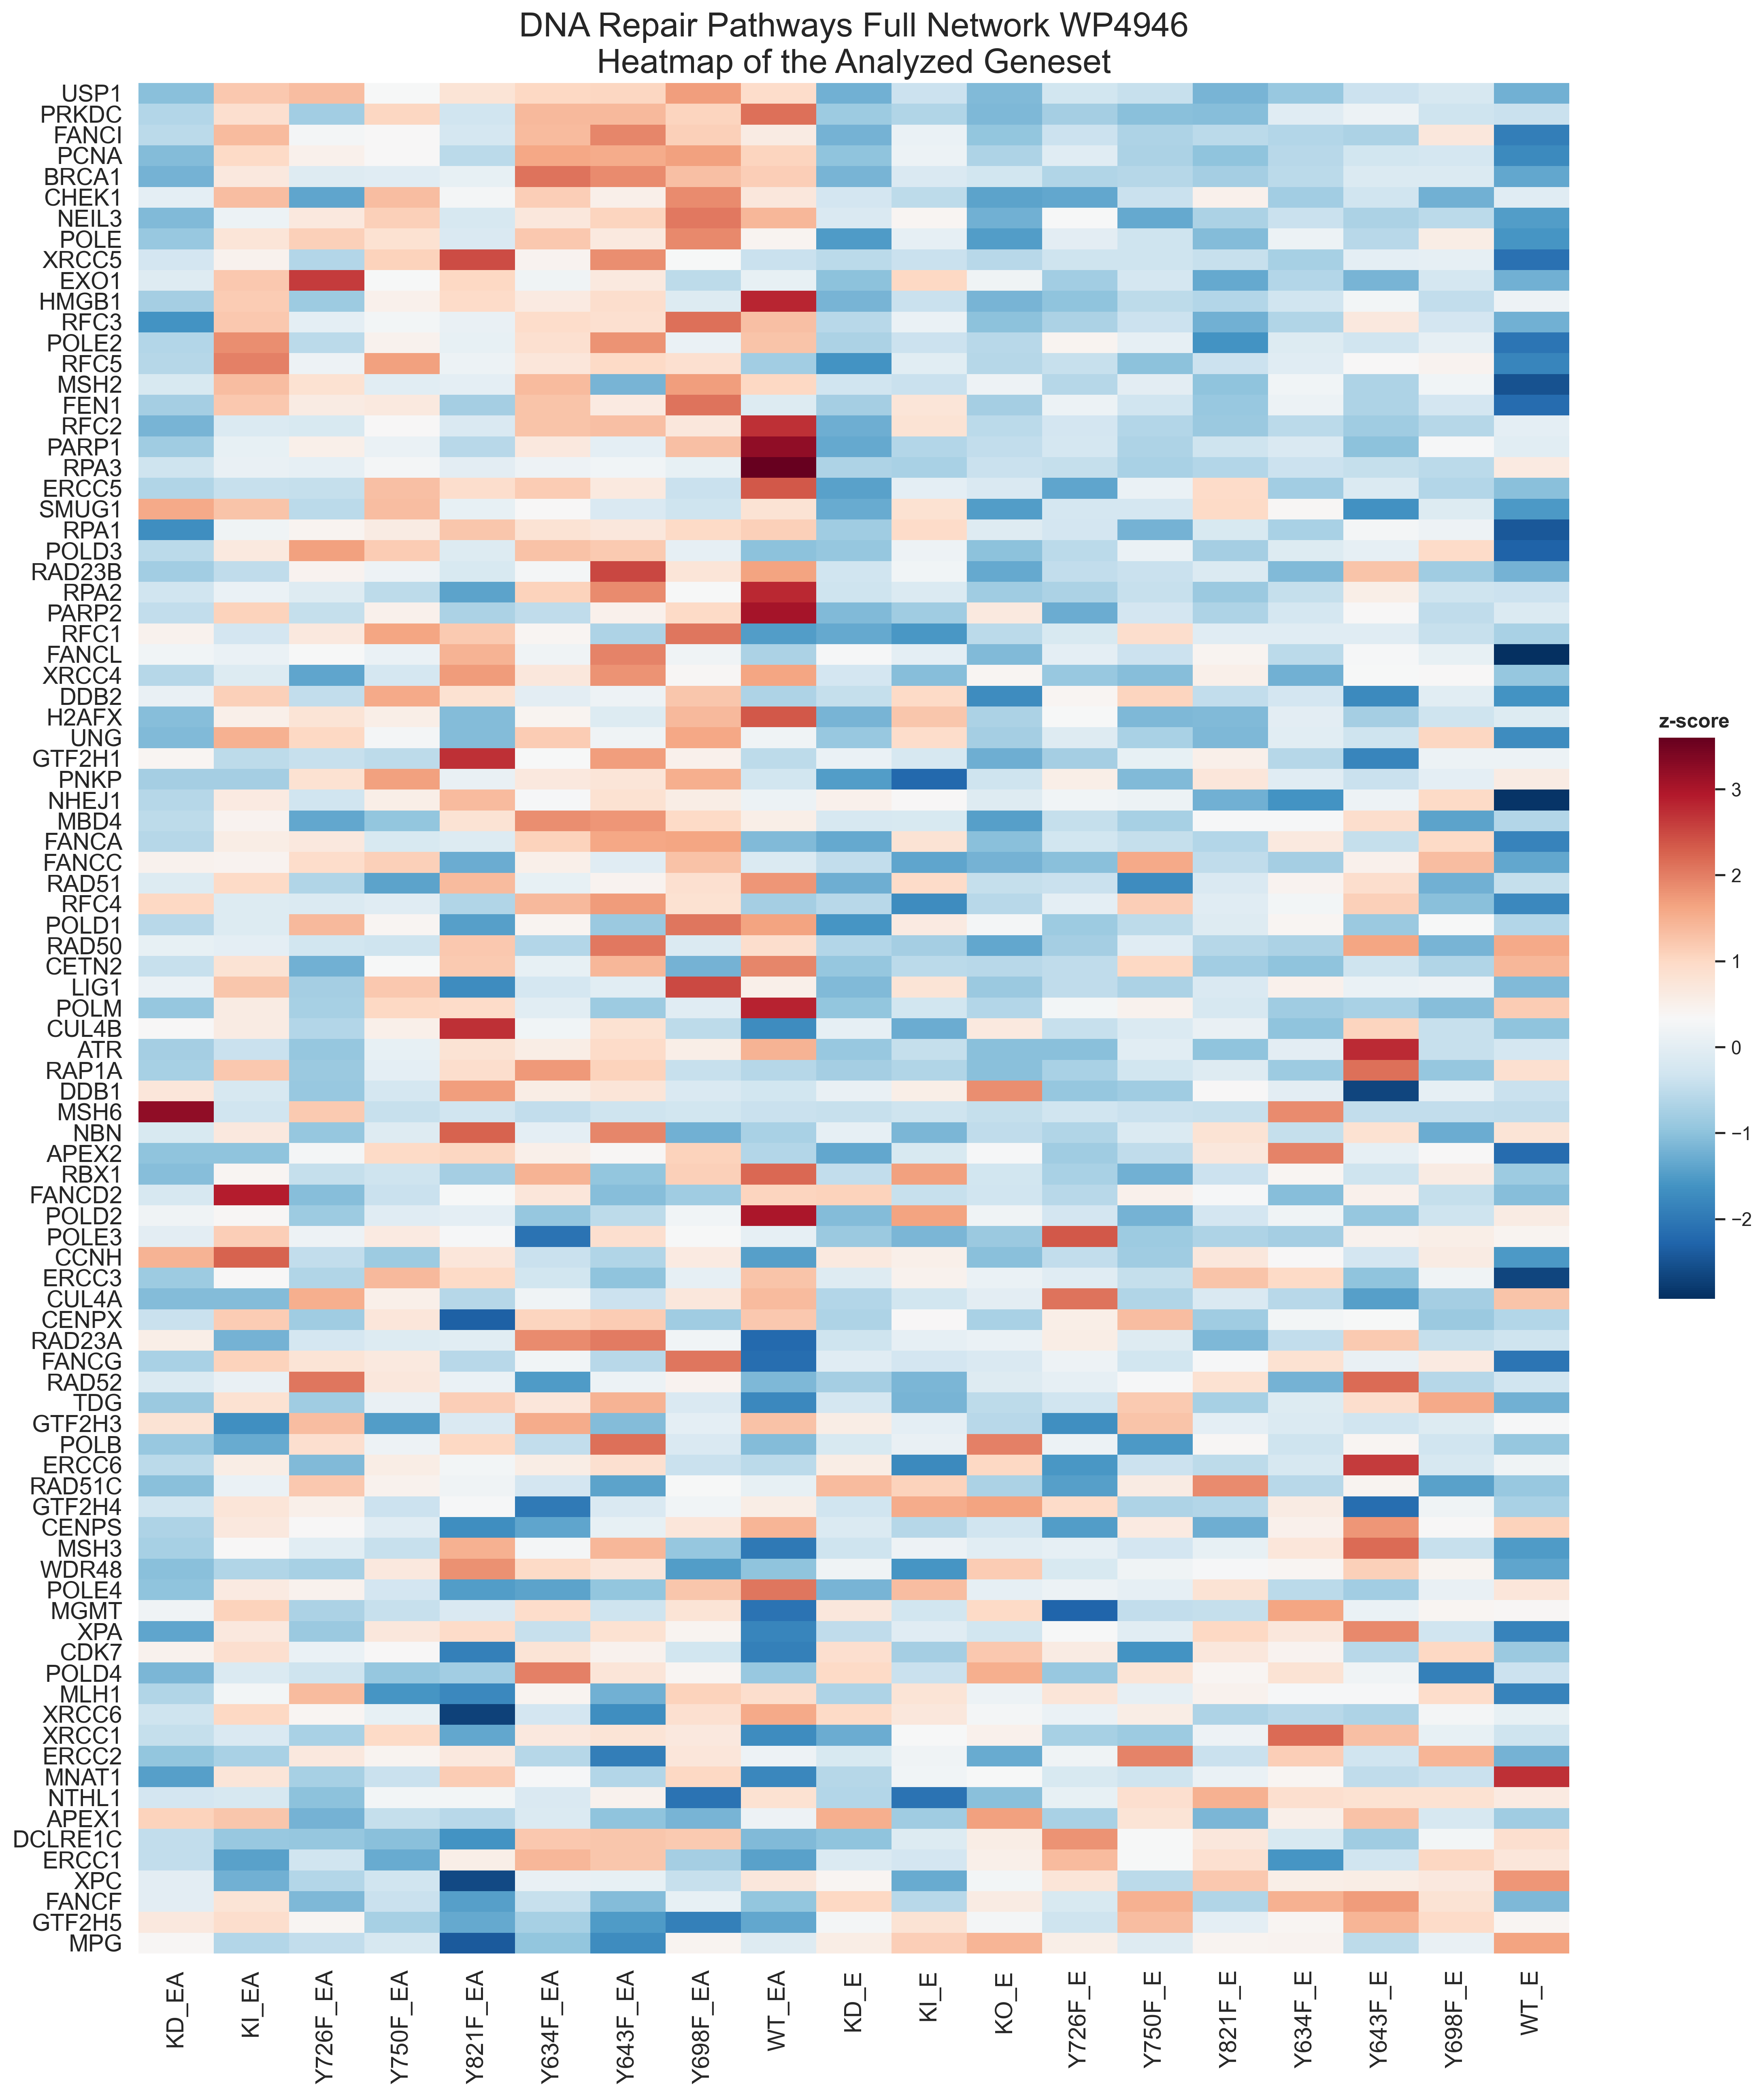 DNA Repair Pathways Full Network WP4946
Heatmap of the Analyzed Geneset
USP1
PRKDC
FANCI
PCNA
BRCA1
CHEK1
NEIL3
POLE
XRCC5
EXO1
HMGB1
RFC3
POLE2
RFC5
MSH2
FEN1
RFC2
PARP1
RPA3
ERCC5
SMUG1
RPA1
POLD3
RAD23B
RPA2
PARP2
RFC1
FANCL
XRCC4
DDB2
H2AFX
UNG
GTF2H1
PNKP
NHEJ1
MBD4
FANCA
FANCC
RAD51
RFC4
POLD1
RAD50
CETN2
LIG1
POLM
CUL4B
ATR
RAP1A
DDB1
MSH6
NBN
APEX2
RBX1
FANCD2
POLD2
POLE3
CCNH
ERCC3
CUL4A
CENPX
RAD23A
FANCG
RAD52
TDG
GTF2H3
POLB
ERCC6
RAD51C
GTF2H4
CENPS
MSH3
WDR48
POLE4
MGMT
XPA
CDK7
POLD4
MLH1
XRCC6
XRCC1
ERCC2
MNAT1
NTHL1
APEX1
DCLRE1C
ERCC1
XPC
FANCF
GTF2H5
MPG
KD_EA
KI_EA
Y726F_EA
Y750F_EA
Y821F_EA
Y634F_EA
Y643F_EA
Y698F_EA
WT_EA
KD_E
KI_E
KO_E
Y726F_E
Y750F_E
Y821F_E
Y634F_E
Y643F_E
Y698F_E
WT_E
z-score
3
2
1
0
−1
−2